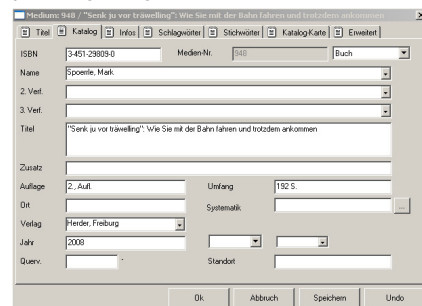 Medium: 948 / "Senk ju vor träwelling": Wie Sie mit der Bahn fahren und trotzdem ankommen
Titel Katalog Infos Schlagwörter Stichwörter Katalog-Karte Erweitert
ISBN 3-451-29809-0 Medien-Nr. 948 Buch
Name Spoerrle, Mark
2. Verf.
3. Verf.
Titel "Senk ju vor träwelling": Wie Sie mit der Bahn fahren und trotzdem ankommen
Zusatz
Auflage 2., Aufl. Umfang 192 S.
Ort Systematik ...
Verlag Herder, Freiburg
Jahr 2008
Querv. - Standort
Ok Abbruch Speichern Undo